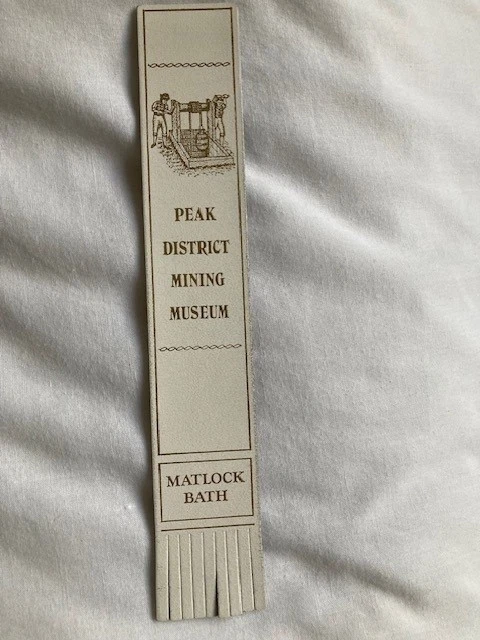 PEAK
DISTRICT
MINING
MUSEUM
MATLOCK
BATH